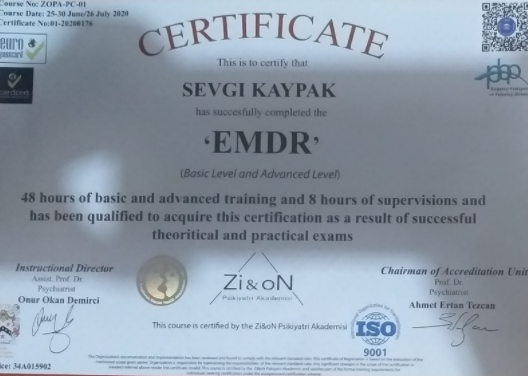 Course No: ZOPA-PC-01
Course Date: 25-30 June/26 July 2020
Certificate No:01-20200176
euro
CERTIFICATE
This is to certify that
SEVGI KAYPAK
has succesfully completed the
‘EMDR’
(Basic Level and Advanced Level)
48 hours of basic and advanced training and 8 hours of supervisions and
has been qualified to acquire this certification as a result of successful
theoritical and practical exams
Instructional Director
Assist. Prof. Dr.
Psychiatrist
Onur Okan Demirci
Zi&oN
Psikiyatri Akademisi
Chairman of Accreditation Unit
Prof. Dr.
Psychiatrist
Ahmet Ertan Tezcan
This course is certified by the Zi&oN Psikiyatri Akademisi
ISO
9001
ice: 34A015902